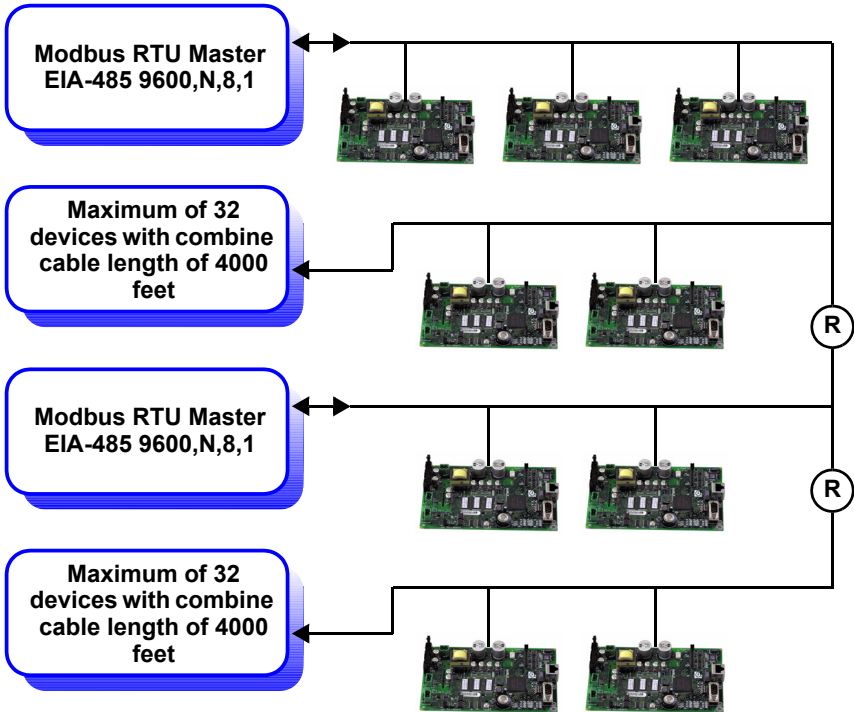 Modbus RTU Master
EIA-485 9600,N,8,1
Maximum of 32
devices with combine
cable length of 4000
feet
R
Modbus RTU Master
EIA-485 9600,N,8,1
R
Maximum of 32
devices with combine
cable length of 4000
feet